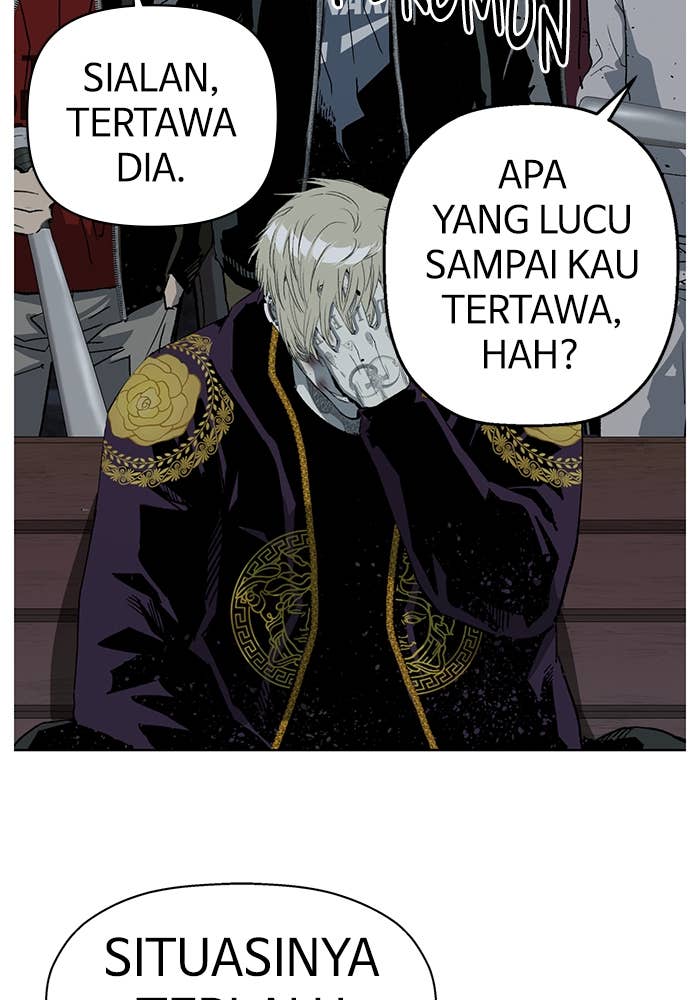 SIALAN,
TERTAWA
DIA.
APA
YANG LUCU
SAMPAI KAU
TERTAWA,
HAH?
SITUASINYA